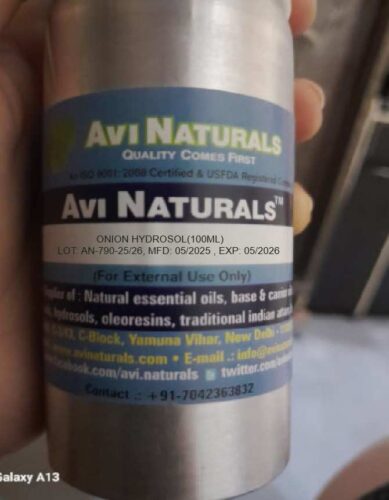 AVI NATURALS
QUALITY COMES FIRST
ISO 9001: 2008 Certified & USFDA Registered
AVI NATURALS™
ONION HYDROSOL(100ML)
LOT: AN-790-25/26, MFD: 05/2025 , EXP: 05/2026
(For External Use Only)
of : Natural essential oils, base & carrier
hydrosols, oleoresins, traditional indian
C-Block, Yamuna Vihar, New Delhi -
www.avinaturals.com • E-mail .:
facebook.com/avi.naturals twitter.com/
Contact .: +91-7042363832
Galaxy A13